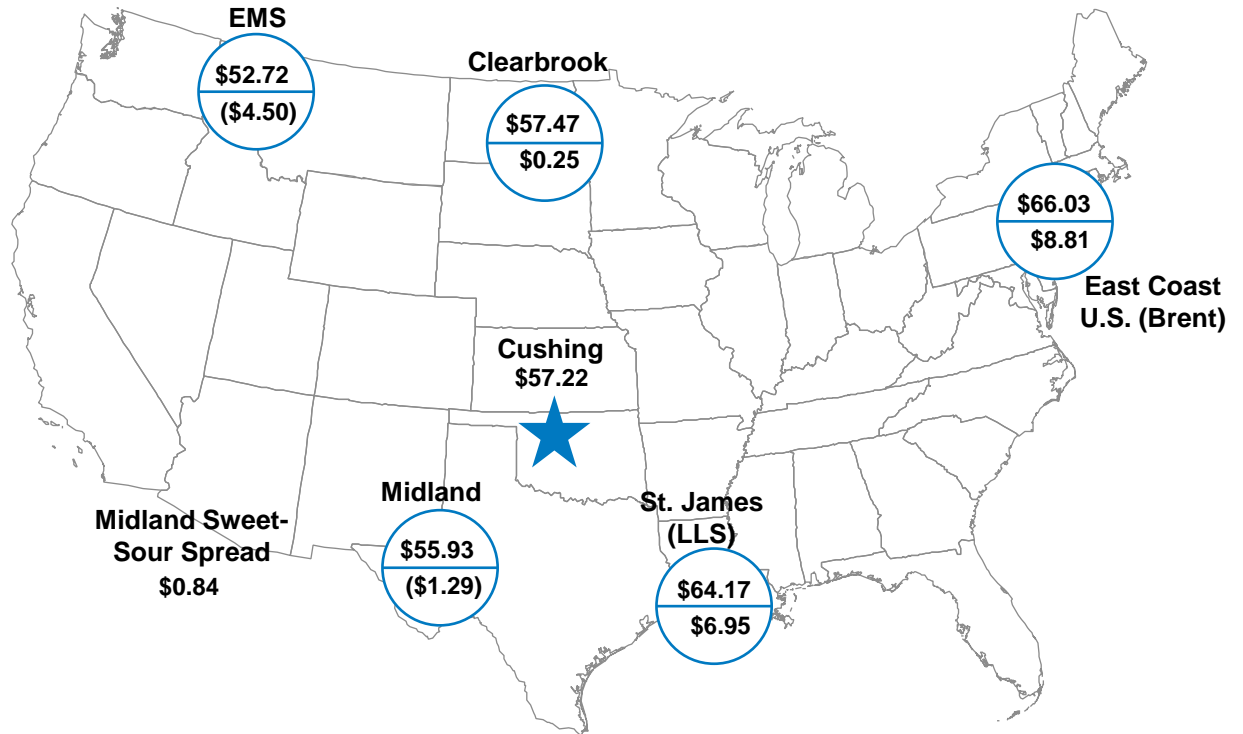 EMS
$52.72
($4.50)
Clearbrook
$57.47
$0.25
$66.03
$8.81
East Coast
U.S. (Brent)
Cushing
$57.22
Midland
$55.93
($1.29)
Midland Sweet-
Sour Spread
$0.84
St. James
(LLS)
$64.17
$6.95